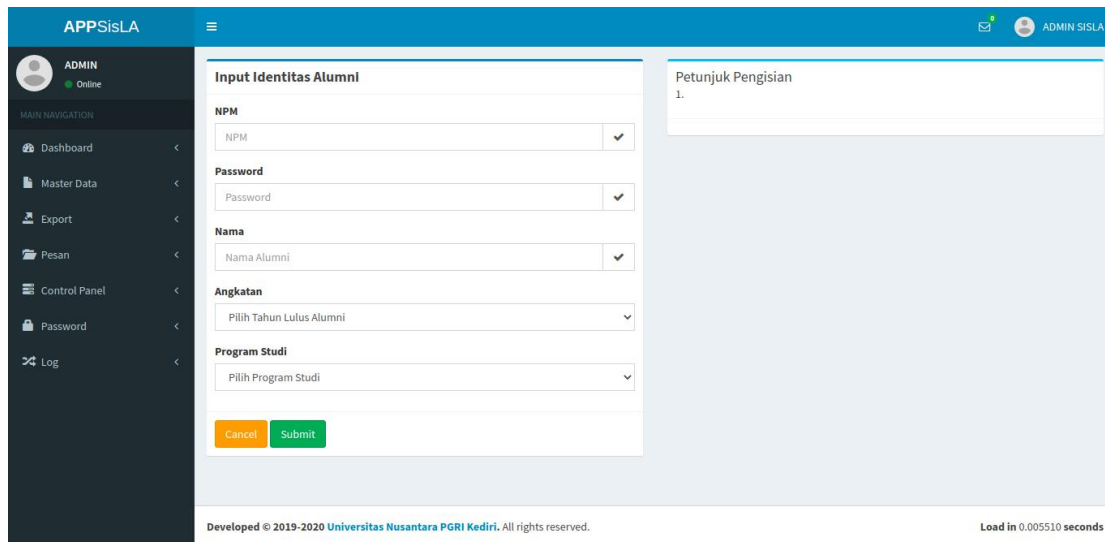 APPSisLA
0
ADMIN SISLA
ADMIN
Online
MAIN NAVIGATION
Dashboard
Master Data
Export
Pesan
Control Panel
Password
Log
Input Identitas Alumni
NPM
NPM
Password
Password
Nama
Nama Alumni
Angkatan
Pilih Tahun Lulus Alumni
Program Studi
Pilih Program Studi
Cancel Submit
Petunjuk Pengisian
1.
Developed © 2019-2020 Universitas Nusantara PGRI Kediri. All rights reserved.
Load in 0.005510 seconds